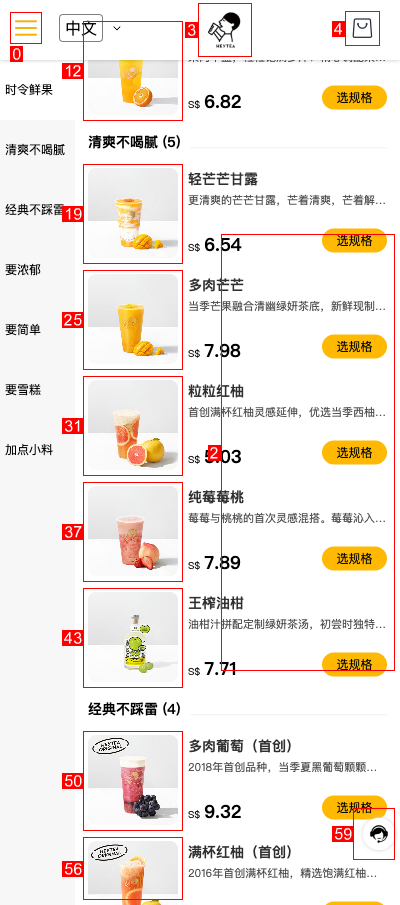 0
中文
3
HEYTEA
4
12
S$ 6.82
选规格
时令鲜果
清爽不喝腻
经典不踩雷
要浓郁
要简单
要雪糕
加点小料
清爽不喝腻 (5)
19
轻芒芒甘露
更清爽的芒芒甘露，芒着清爽，芒着解...
S$ 6.54
选规格
25
多肉芒芒
当季芒果融合清幽绿妍茶底，新鲜现制...
S$ 7.98
选规格
31
粒粒红柚
首创满杯红柚灵感延伸，优选当季西柚...
2
S$ 5.03
选规格
37
纯莓莓桃
莓莓与桃桃的首次灵感混搭。莓莓沁入...
S$ 7.89
选规格
43
王榨油柑
油柑汁拼配定制绿妍茶汤，初尝时独特...
S$ 7.71
选规格
经典不踩雷 (4)
50
HEYTEA
ORIGINAL
多肉葡萄（首创）
2018年首创品种，当季夏黑葡萄颗颗...
S$ 9.32
选规格
59
56
HEYTEA
ORIGINAL
满杯红柚（首创）
2016年首创满杯红柚，精选饱满红柚...